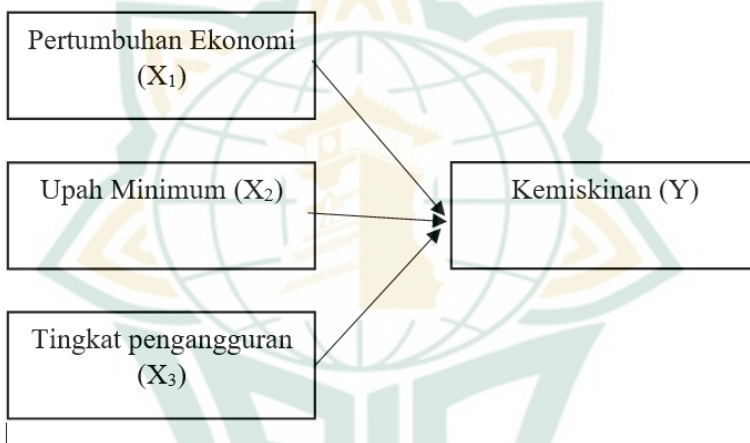 Pertumbuhan Ekonomi
(X₁)
Upah Minimum (X₂)
Kemiskinan (Y)
Tingkat pengangguran
(X₃)